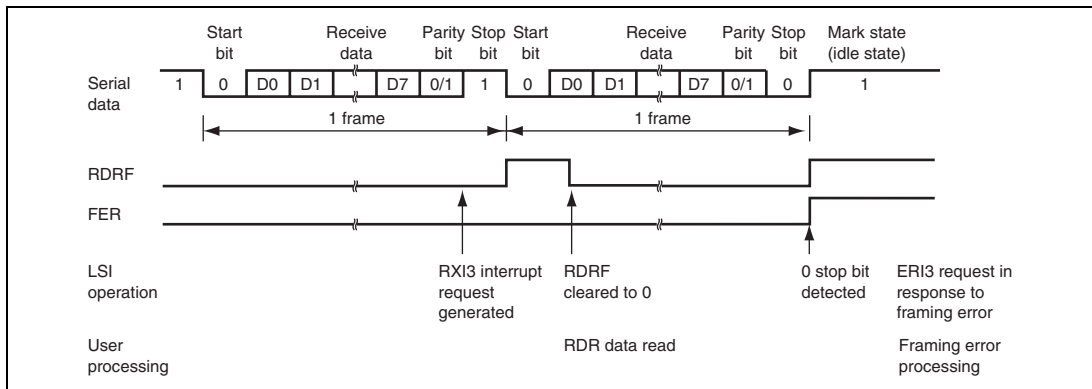 Start bit
Receive data
Parity bit
Stop bit
Start bit
Receive data
Parity bit
Stop bit
Mark state (idle state)
Serial data
1 0 D0 D1 D7 0/1 1 0 D0 D1 D7 0/1 0 1
1 frame
1 frame
RDRF
FER
LSI operation
RXI3 interrupt request generated
RDRF cleared to 0
0 stop bit detected
ERI3 request in response to framing error
User processing
RDR data read
Framing error processing